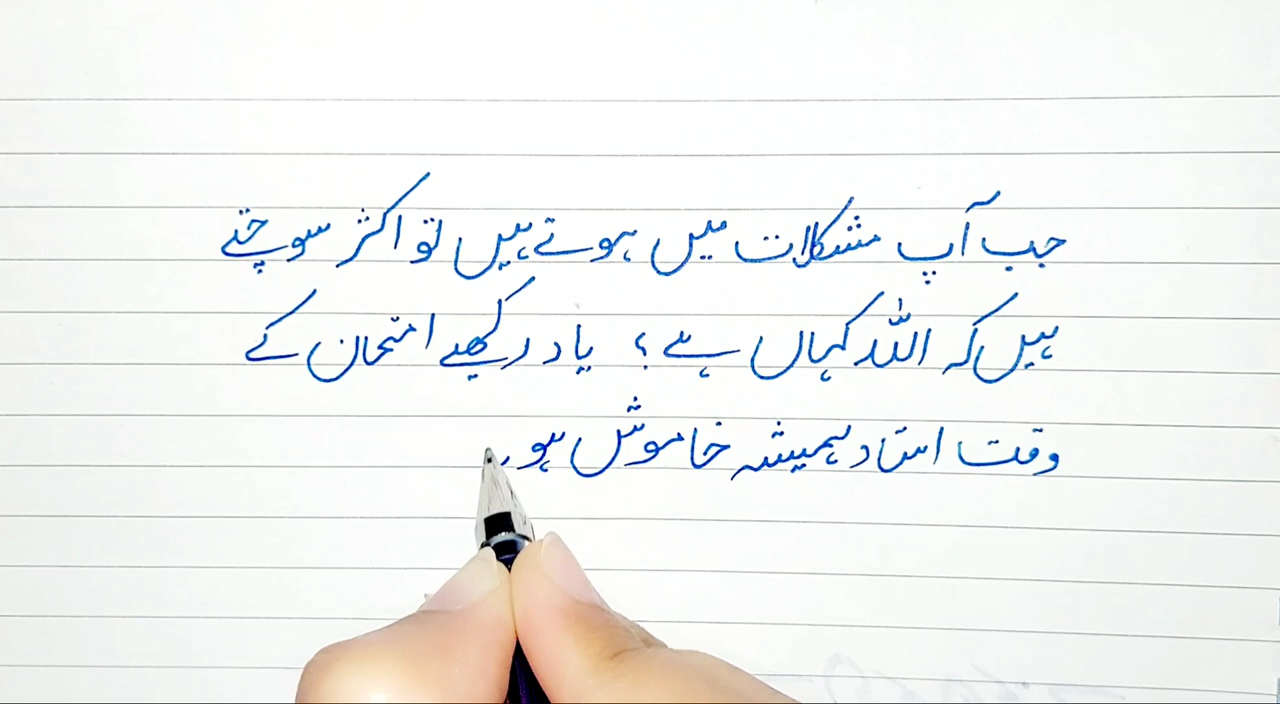 جب آپ مشکلات میں ہوتے ہیں تو اکثر سوچتے
ہیں کہ اللہ کہاں ہے؟ یاد رکھیے امتحان کے
وقت استاد ہمیشہ خاموش ہو